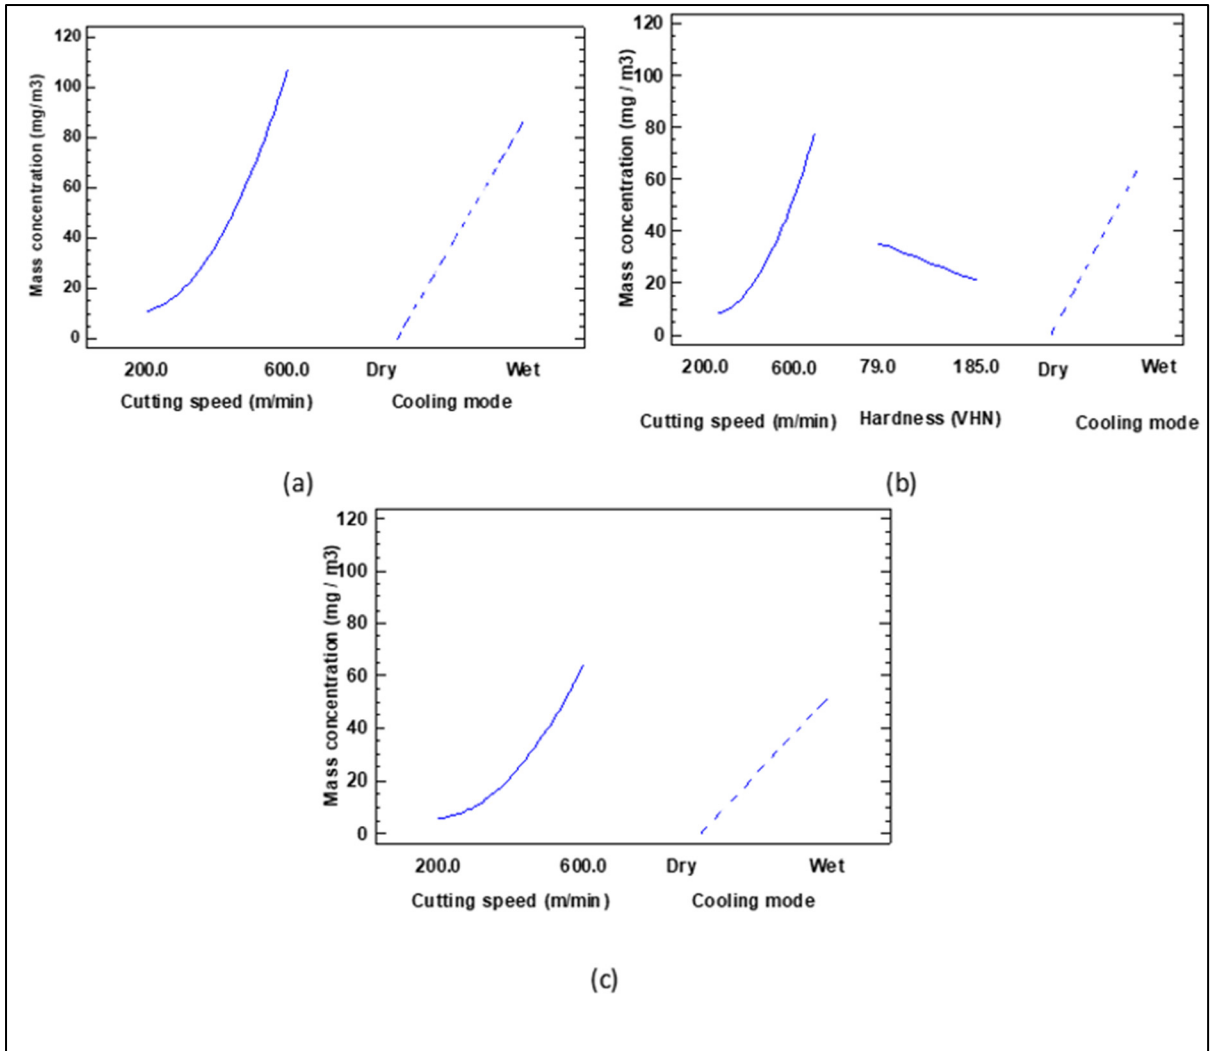 120
100
80
60
40
20
0
Mass concentration (mg/m3)
200.0 600.0 Dry Wet
Cutting speed (m/min) Cooling mode
(a)
120
100
80
60
40
20
0
Mass concentration (mg / m3)
200.0 600.0 79.0 185.0 Dry Wet
Cutting speed (m/min) Hardness (VHN) Cooling mode
(b)
120
100
80
60
40
20
0
Mass concentration (mg / m3)
200.0 600.0 Dry Wet
Cutting speed (m/min) Cooling mode
(c)